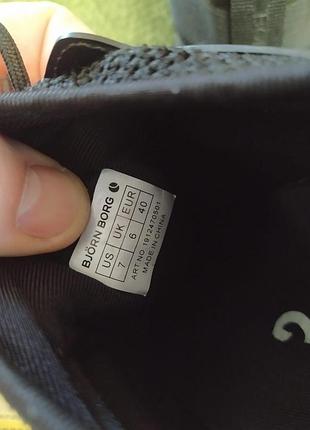 BJÖRN BORG
US UK EUR
7 6 40
ART.NO. 1912470501
MADE IN CHINA